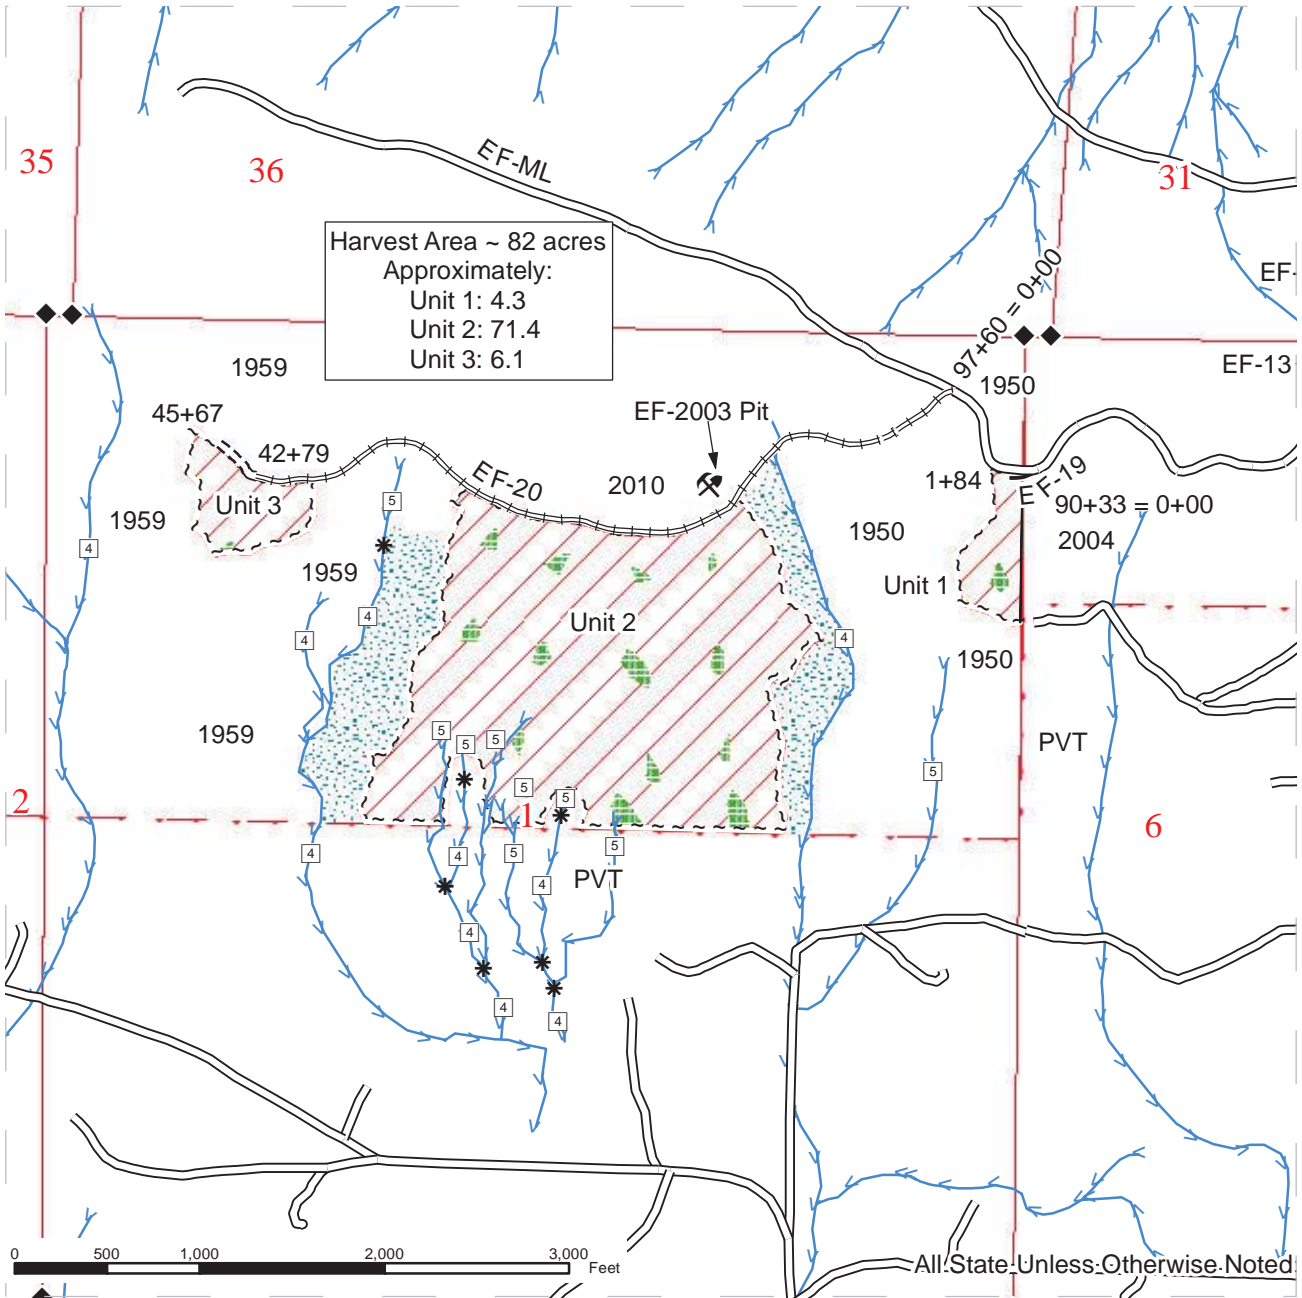 35
36
EF-ML
31
Harvest Area ~ 82 acres
Approximately:
Unit 1: 4.3
Unit 2: 71.4
Unit 3: 6.1
97+60 = 0+00
EF-
EF-13
1959
1950
45+67
EF-2003 Pit
42+79
EF-20
2010
1+84
EF-19
Unit 3
5
90+33 = 0+00
1959
1950
2004
4
1959
Unit 1
4
Unit 2
4
4
1950
1959
5
5
5
PVT
5
5
5
2
1
6
4
4
5
5
PVT
4
4
4
4
0
500
1,000
2,000
3,000
Feet
All State Unless Otherwise Noted